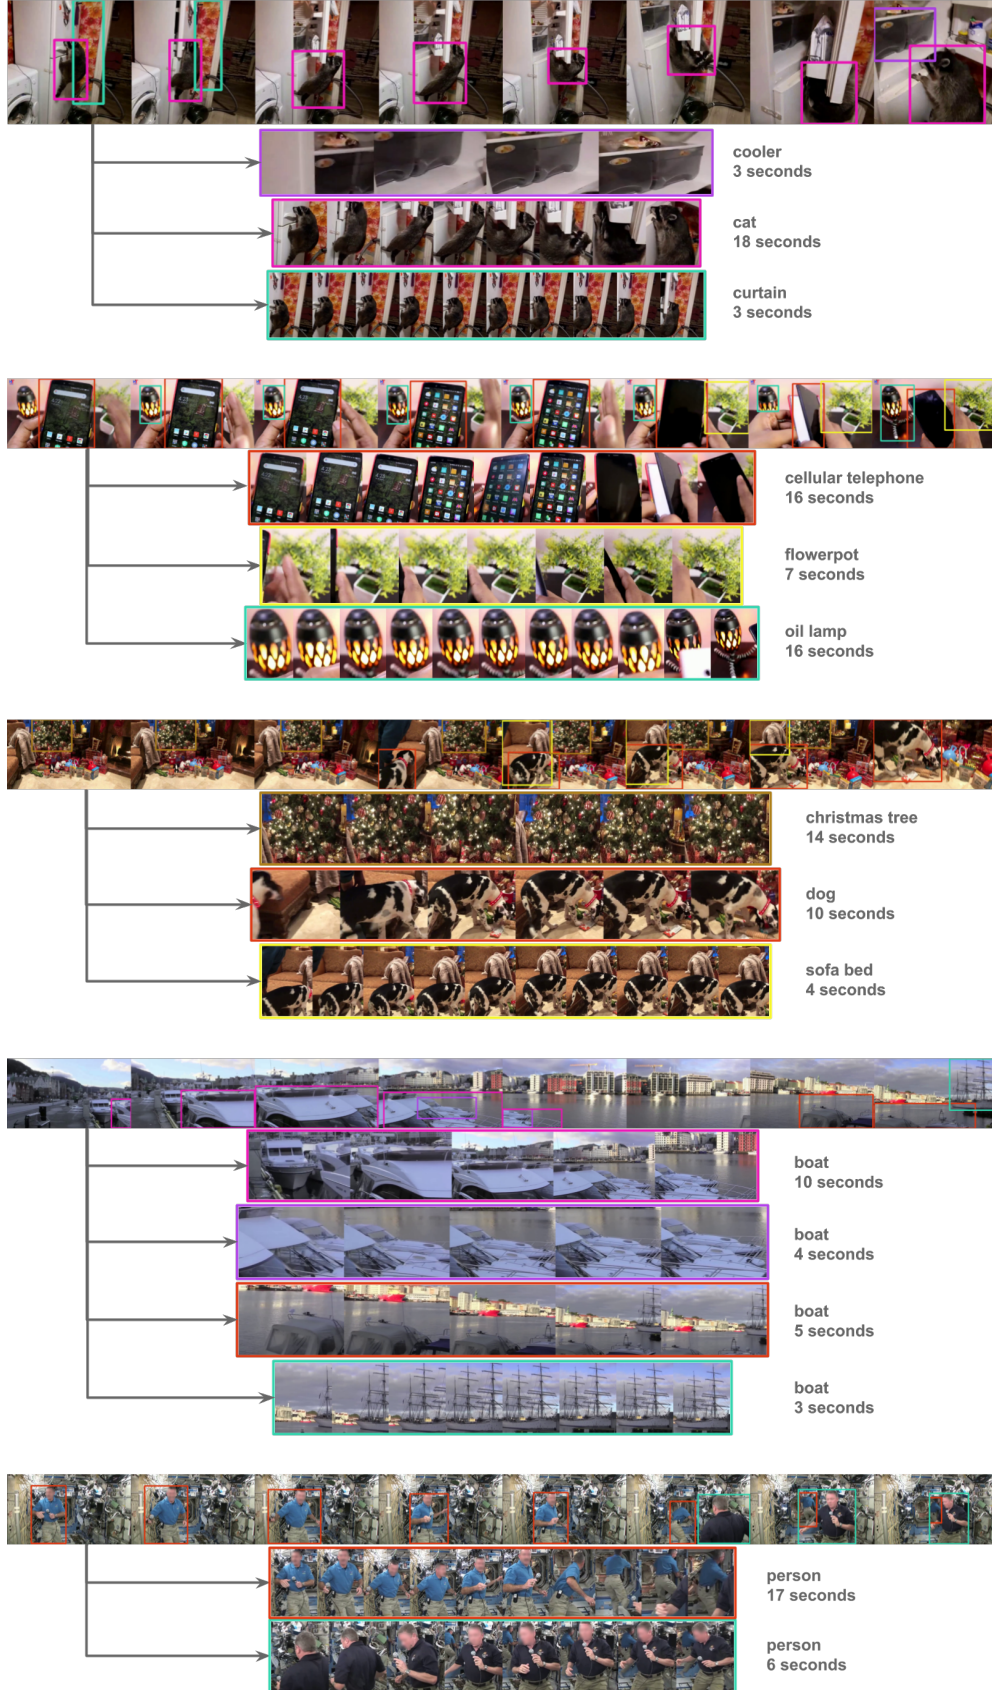 cooler
3 seconds
cat
18 seconds
curtain
3 seconds
cellular telephone
16 seconds
flowerpot
7 seconds
oil lamp
16 seconds
christmas tree
14 seconds
dog
10 seconds
sofa bed
4 seconds
boat
10 seconds
boat
4 seconds
boat
5 seconds
boat
3 seconds
person
17 seconds
person
6 seconds